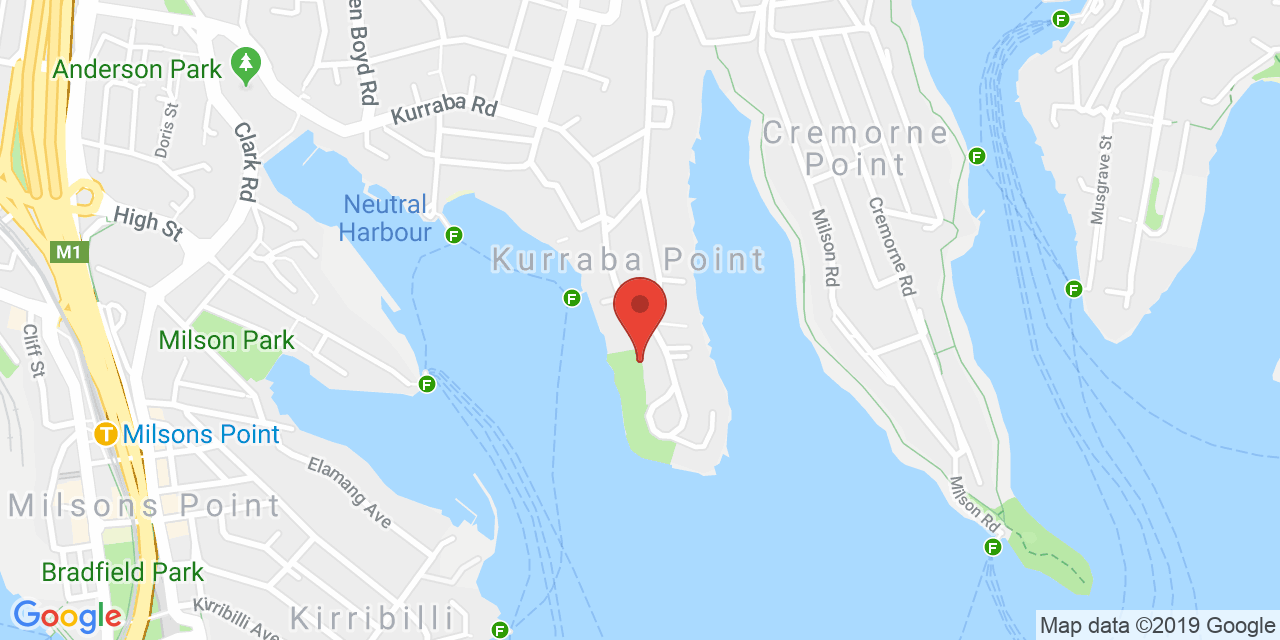 en Boyd Rd
Anderson Park
Kurraba Rd
Doris St
Clark Rd
Cremorne
Point
Musgrave St
Neutral
Harbour
F
F
F
High St
M1
Milson Rd
Cremorne Rd
Kurraba Point
F
F
Cliff St
Milson Park
F
T
Milsons Point
Elamang Ave
Milsons Point
Milson Rd
F
Bradfield Park
Kirribilli Ave
Kirribilli
F
Google
Map data ©2019 Google